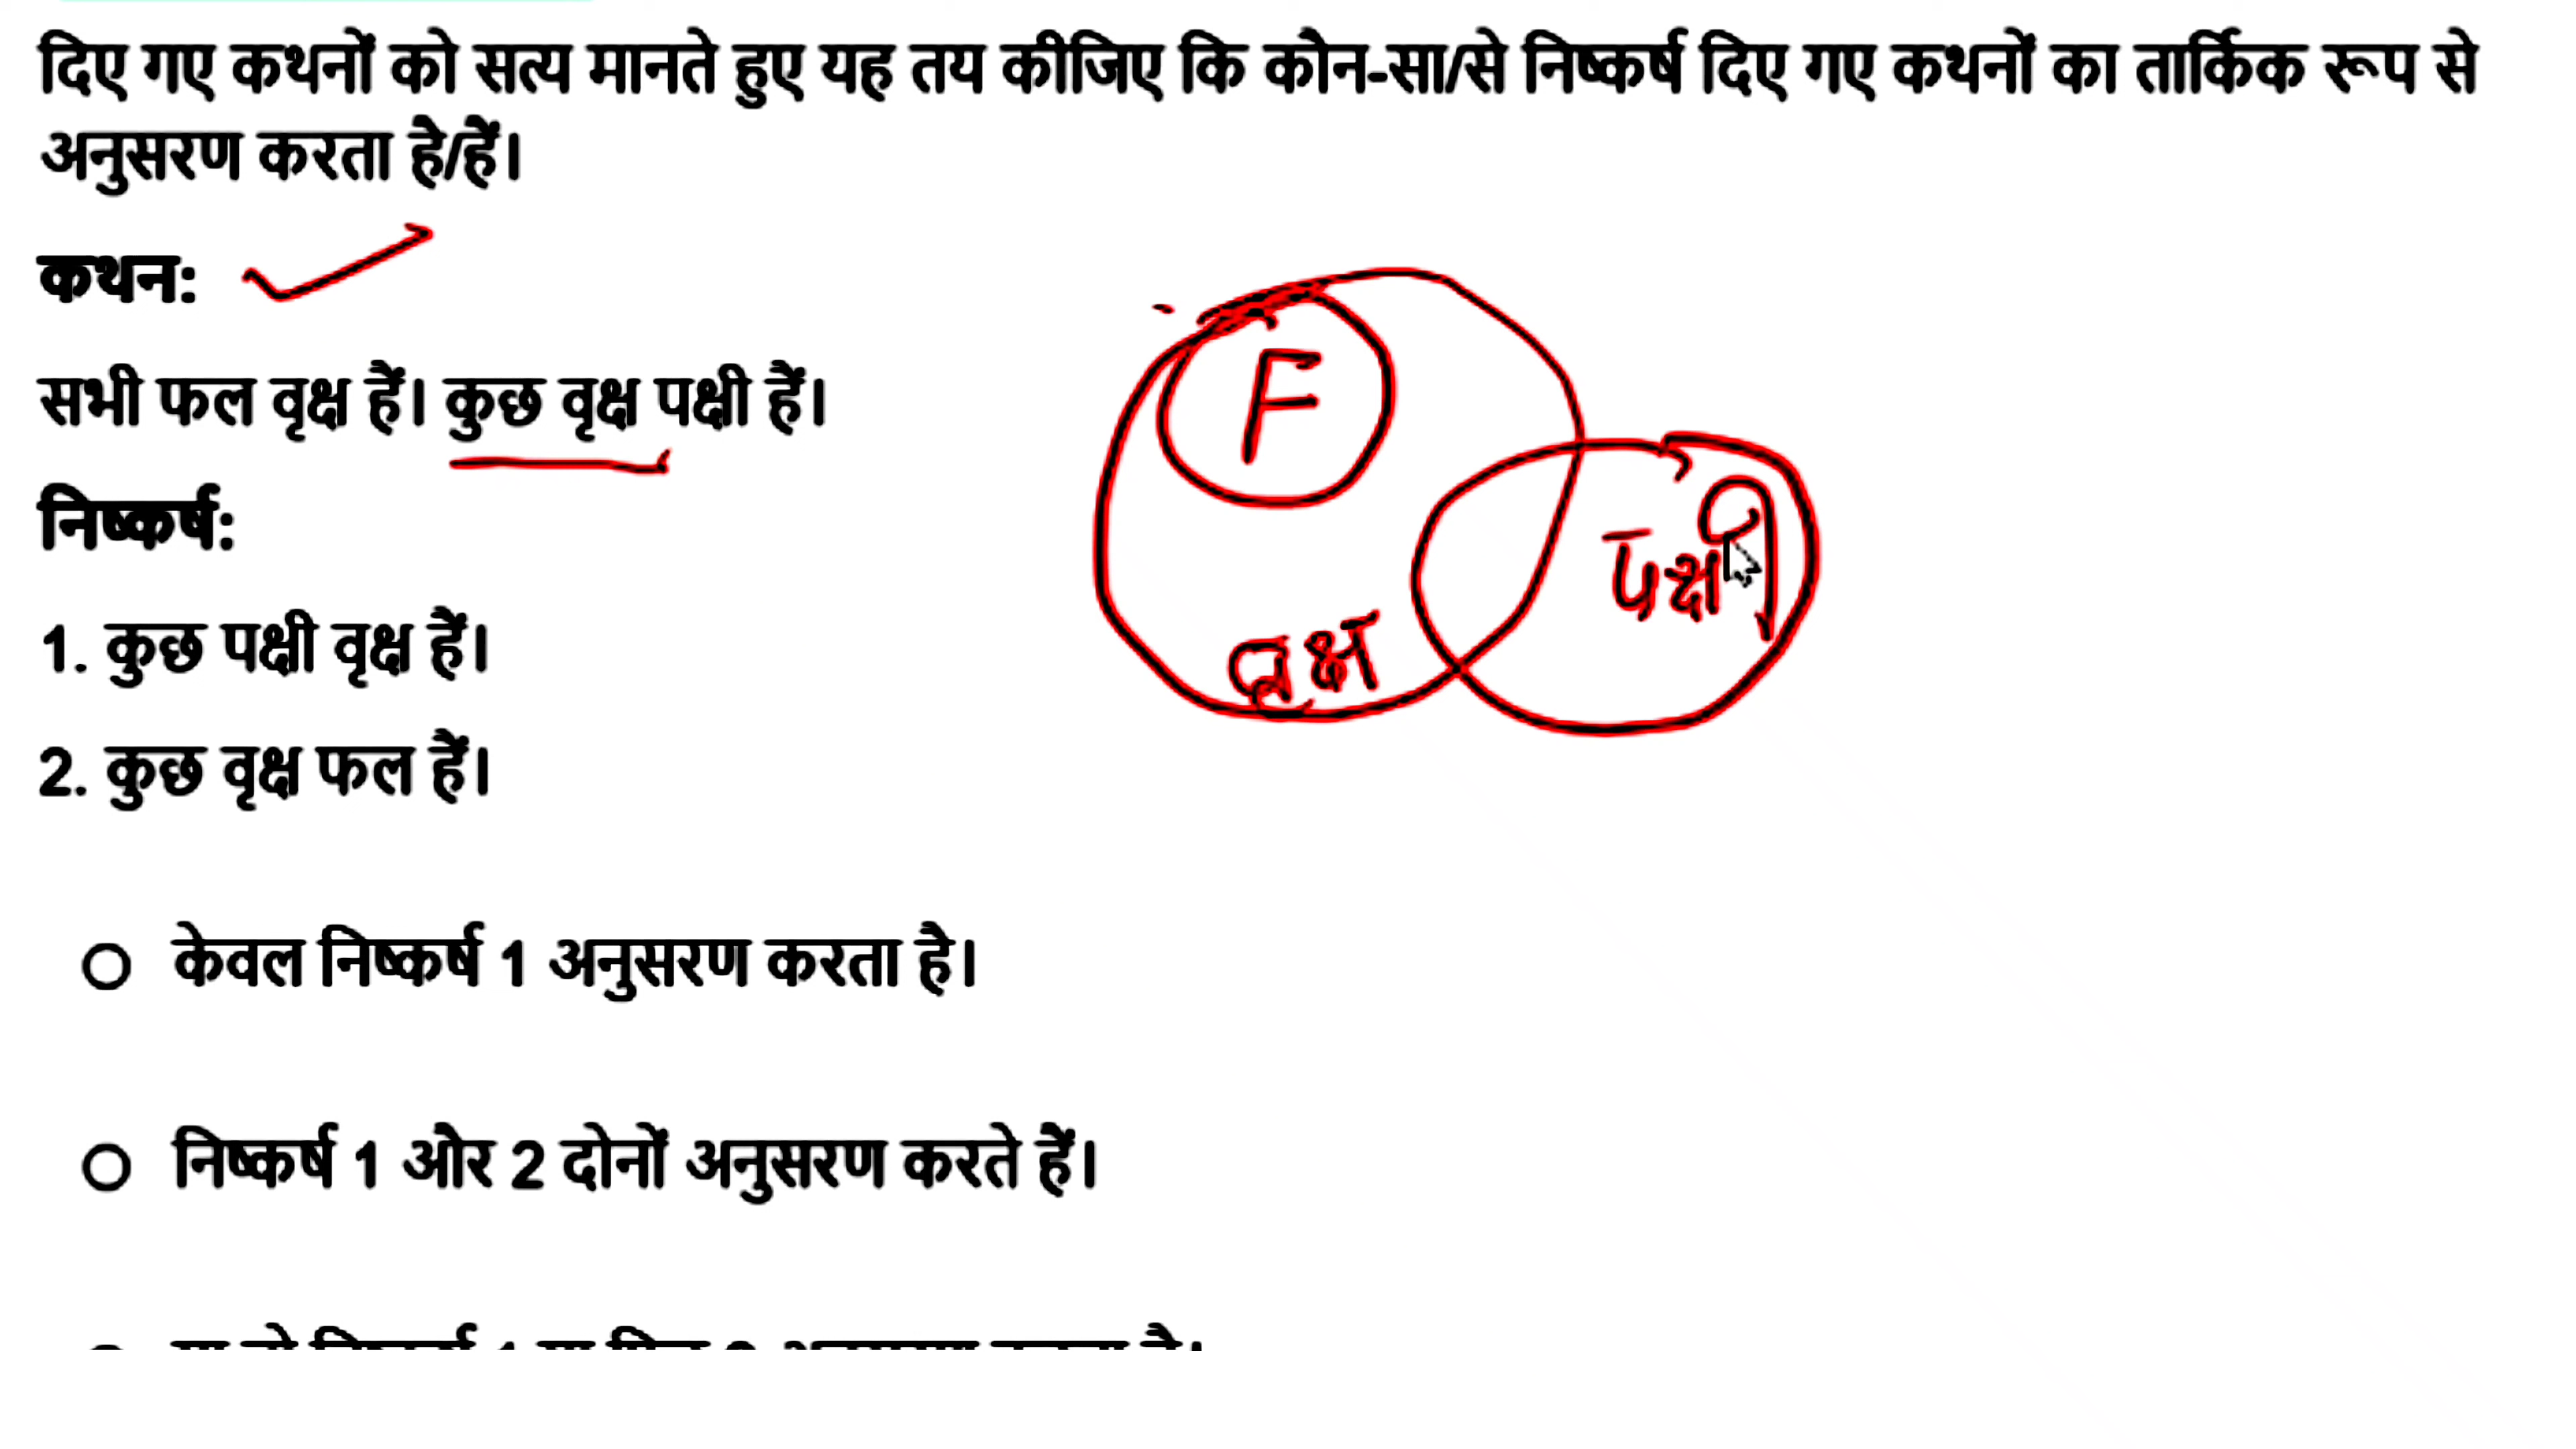 दिए गए कथनों को सत्य मानते हुए यह तय कीजिए कि कौन-सा/से निष्कर्ष दिए गए कथनों का तार्किक रूप से
अनुसरण करता है/हैं।
कथन:
सभी फल वृक्ष हैं। कुछ वृक्ष पक्षी हैं।
F
पक्षी
वृक्ष
निष्कर्ष:
1. कुछ पक्षी वृक्ष हैं।
2. कुछ वृक्ष फल हैं।
केवल निष्कर्ष 1 अनुसरण करता है।
निष्कर्ष 1 और 2 दोनों अनुसरण करते हैं।